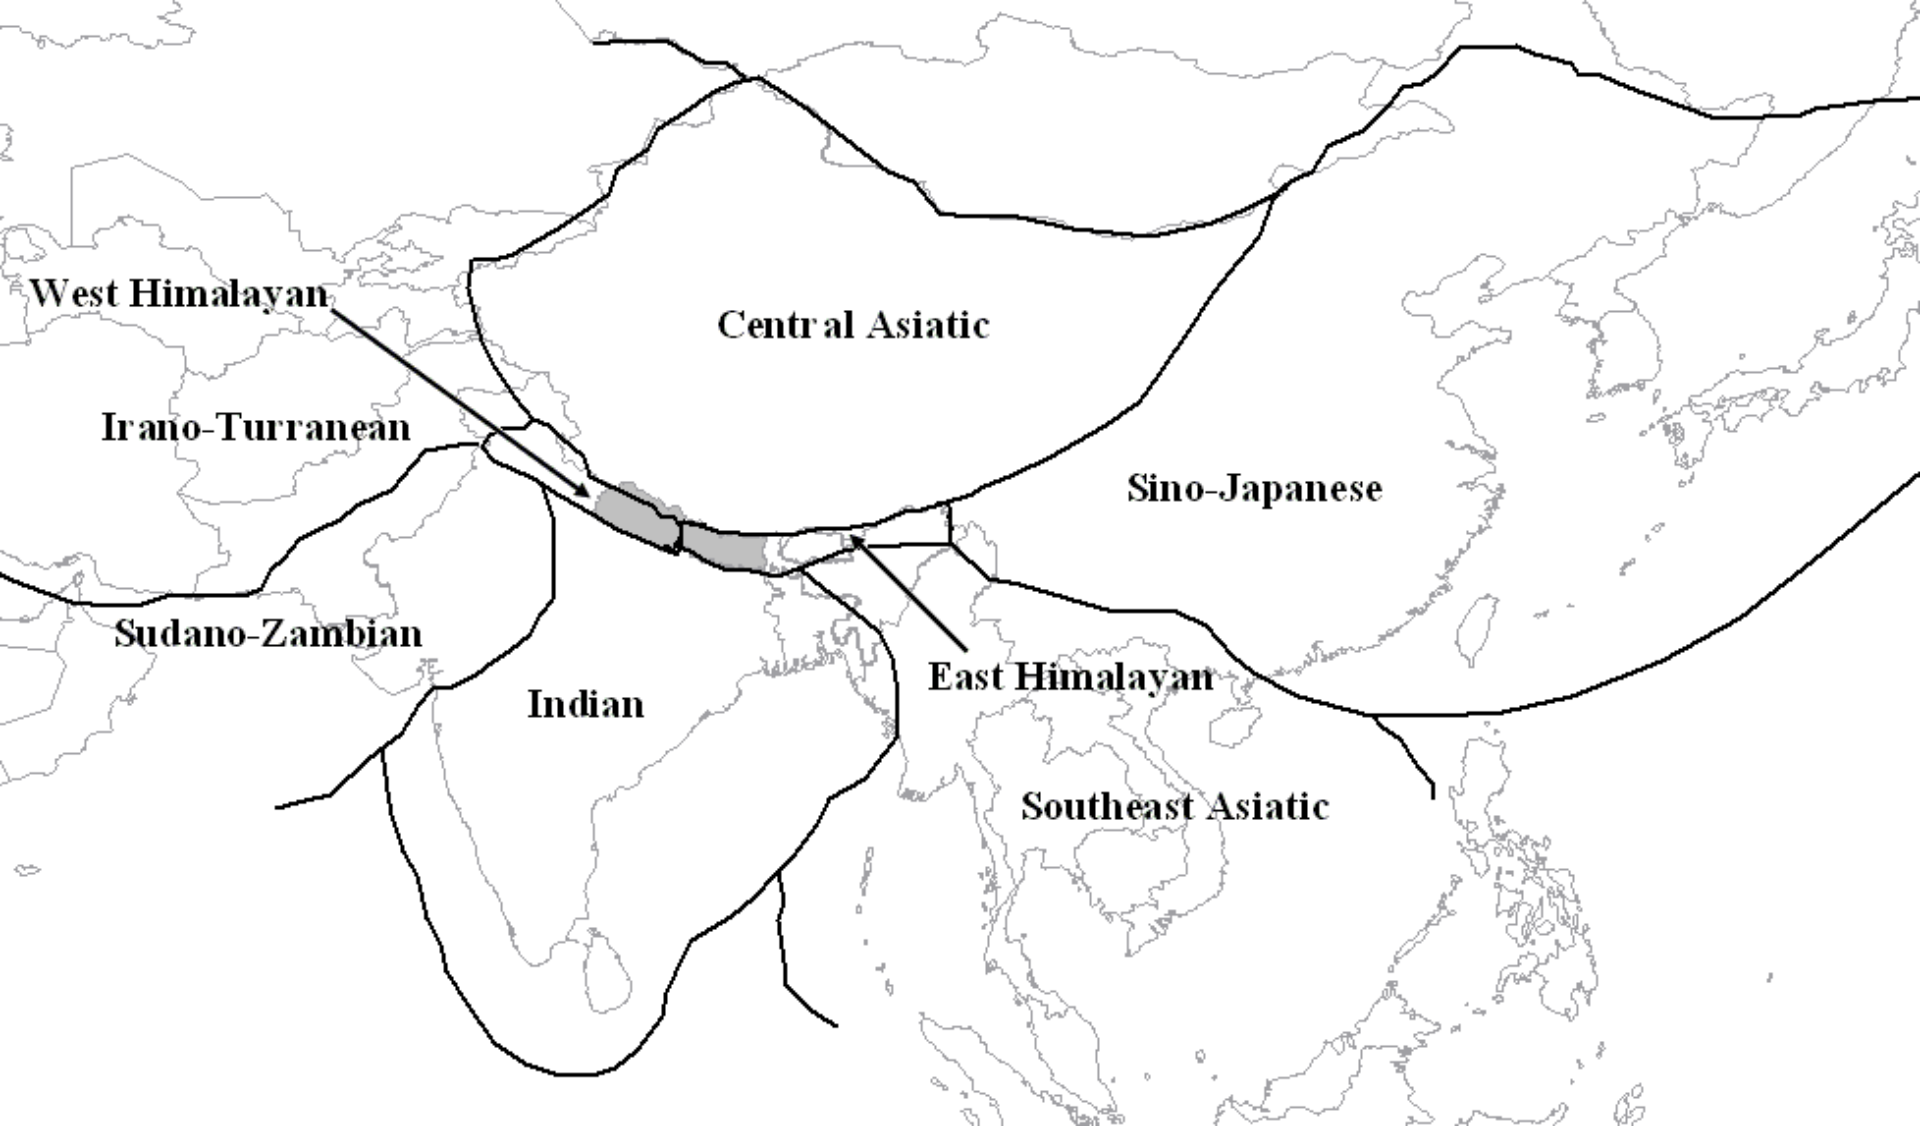 West Himalayan
Central Asiatic
Irano-Turranean
Sino-Japanese
Sudano-Zambian
East Himalayan
Indian
Southeast Asiatic